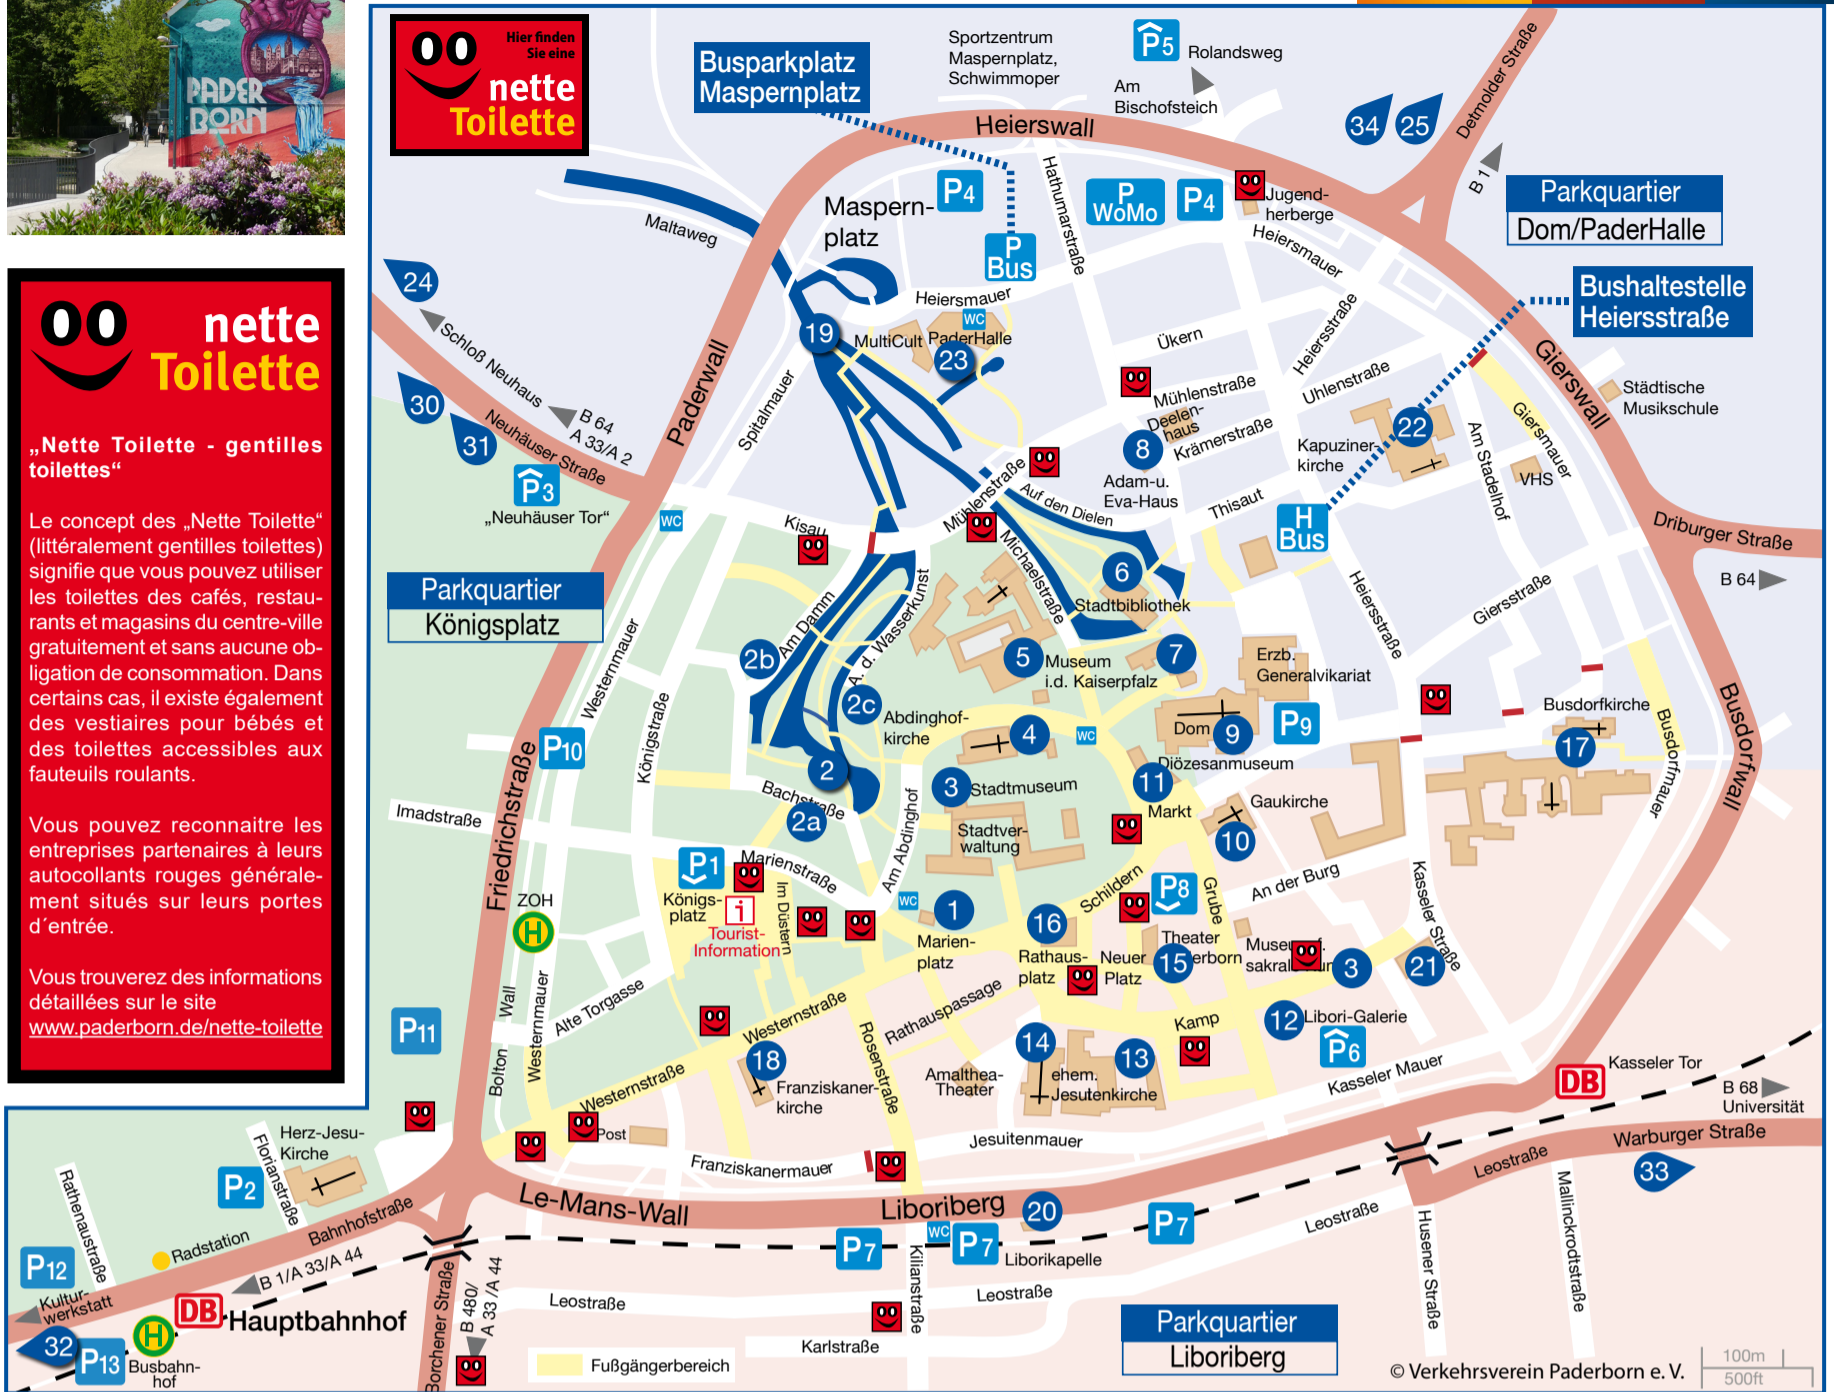 PADER
BORN
nette
Toilette
„Nette Toilette - gentilles
toilettes“
Le concept des „Nette Toilette“
(littéralement gentilles toilettes)
signifie que vous pouvez utiliser
les toilettes des cafés, restau-
rants et magasins du centre-ville
gratuitement et sans aucune ob-
ligation de consommation. Dans
certains cas, il existe également
des vestiaires pour bébés et
des toilettes accessibles aux
fauteuils roulants.
Vous pouvez reconnaitre les
entreprises partenaires à leurs
autocollants rouges générale-
ment situés sur leurs portes
d´entrée.
Vous trouverez des informations
détaillées sur le site
www.paderborn.de/nette-toilette
Hier finden
Sie eine
nette
Toilette
Busparkplatz
Maspernplatz
Sportzentrum
Maspernplatz,
Schwimmoper
P5
Rolandsweg
Am
Bischofsteich
Heierswall
34
25
Detmolder Straße
B 1
Parkquartier
Dom/PaderHalle
Bushaltestelle
Heiersstraße
Maltaweg
Maspern-
platz
P4
P
Bus
Hathumarstraße
P
WoMo
P4
Jugend-
herberge
Heiersmauer
24
Schloß Neuhaus
B 64
A 33/A 2
30
31
Neuhäuser Straße
P3
„Neuhäuser Tor“
Paderwall
Spitalmauer
19
Heiersmauer
WC
MultiCult
PaderHalle
23
Ükern
Heiersstraße
Mühlenstraße
Uhlenstraße
Deelen-
haus
8
Krämerstraße
Adam-u.
Eva-Haus
Thisaut
Kapuziner-
kirche
22
Am Stadelhof
Giersmauer
VHS
Gierswall
Städtische
Musikschule
Driburger Straße
B 64
WC
Kisau
Mühlenstraße
Auf den Dielen
Michaelstraße
H
Bus
Heiersstraße
Giersstraße
Parkquartier
Königsplatz
Westernmauer
Königstraße
Am Damm
2b
A. d. Wasserkunst
2c
6
Stadtbibliothek
5
Museum
i.d. Kaiserpfalz
7
Erzb.
Generalvikariat
Abdinghof-
kirche
4
WC
Dom
9
P9
Diözesanmuseum
Busdorfkirche
17
Busdorfmauer
Busdorfwall
P10
Friedrichstraße
Imadstraße
2
Bachstraße
2a
3
Stadtmuseum
11
Markt
Gaukirche
10
Stadtver-
waltung
Am Abdinghof
P1
Marienstraße
Königs-
platz
i
Tourist-
Information
Im Düstern
WC
1
Marien-
platz
Schildern
P8
Grube
An der Burg
Kasseler Straße
ZOH
H
16
Rathaus-
platz
Neuer
Platz
Theater
erborn
15
Museu
f.
sakral
un
3
21
12
Libori-Galerie
P6
Wall
Bolton
Westernmauer
Alte Torgasse
P11
Westernstraße
Rosenstraße
Rathauspassage
Kamp
18
Franziskaner-
kirche
Amalthea-
Theater
14
ehem.
Jesuitenkirche
13
Kasseler Mauer
DB
Kasseler Tor
B 68
Universität
Westernstraße
Post
Franziskanermauer
Jesuitenmauer
Warburger Straße
Leostraße
33
Herz-Jesu-
Kirche
Florianstraße
P2
Rathenaustraße
Bahnhofstraße
Radstation
Le-Mans-Wall
Liboriberg
20
P7
WC
P7
Liborikapelle
P7
Leostraße
Husener Straße
Mallinckrodtstraße
P12
Kultur-
werkstatt
B 1/A 33/A 44
DB
Hauptbahnhof
32
P13
H
Busbahn-
hof
Borchener Straße
B 480/
A 33 /A 44
Leostraße
Kilianstraße
Leostraße
Karlstraße
Fußgängerbereich
Parkquartier
Liboriberg
© Verkehrsverein Paderborn e. V.
100m
500ft